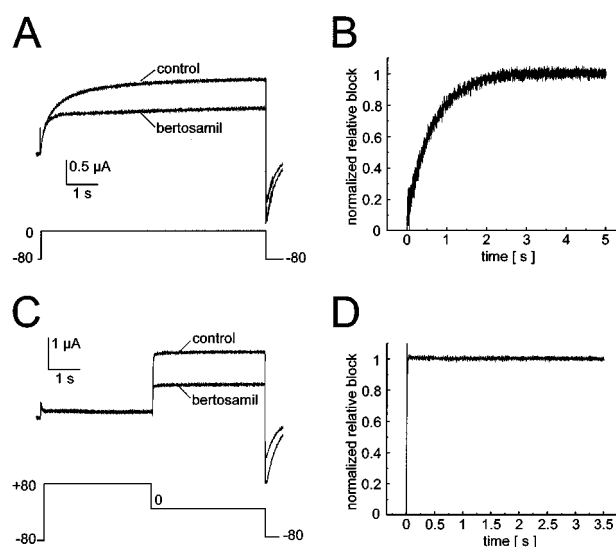 A
control
bertosamil
0.5 µA
1 s
0
-80
-80
B
normalized relative block
1
0.8
0.6
0.4
0.2
0
0 1 2 3 4 5
time [ s ]
C
1 µA
1 s
control
bertosamil
+80
0
-80
-80
D
normalized relative block
1
0.8
0.6
0.4
0.2
0
0 0.5 1 1.5 2 2.5 3 3.5
time [ s ]